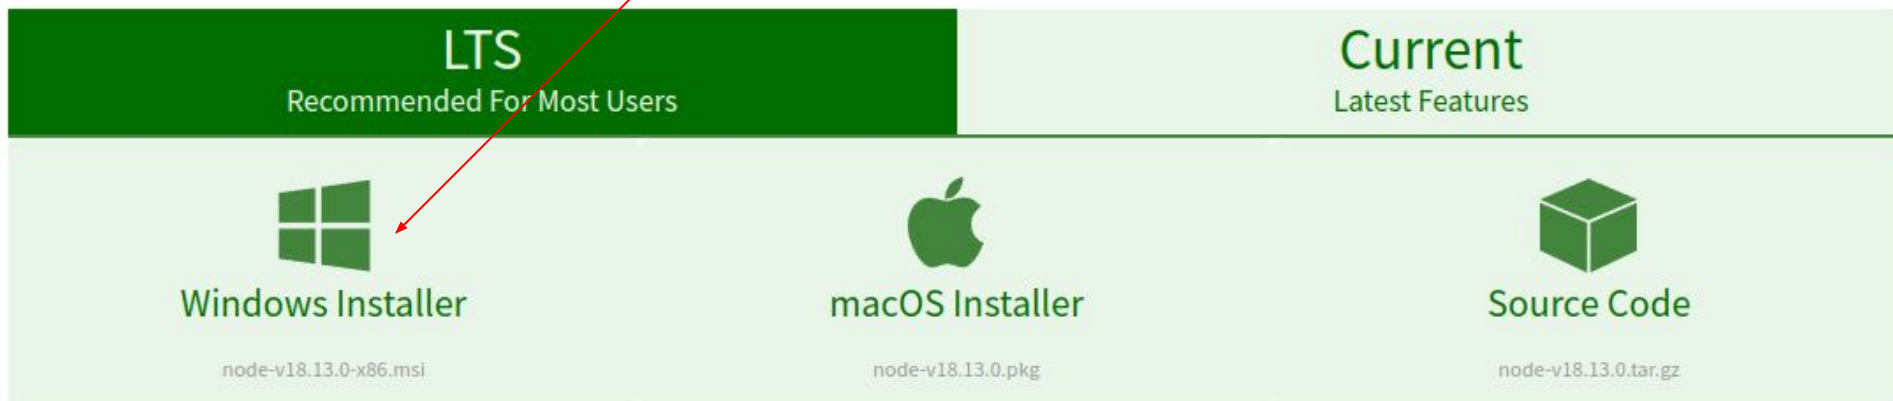 LTS
Recommended For Most Users
Current
Latest Features
Windows Installer
node-v18.13.0-x86.msi
macOS Installer
node-v18.13.0.pkg
Source Code
node-v18.13.0.tar.gz